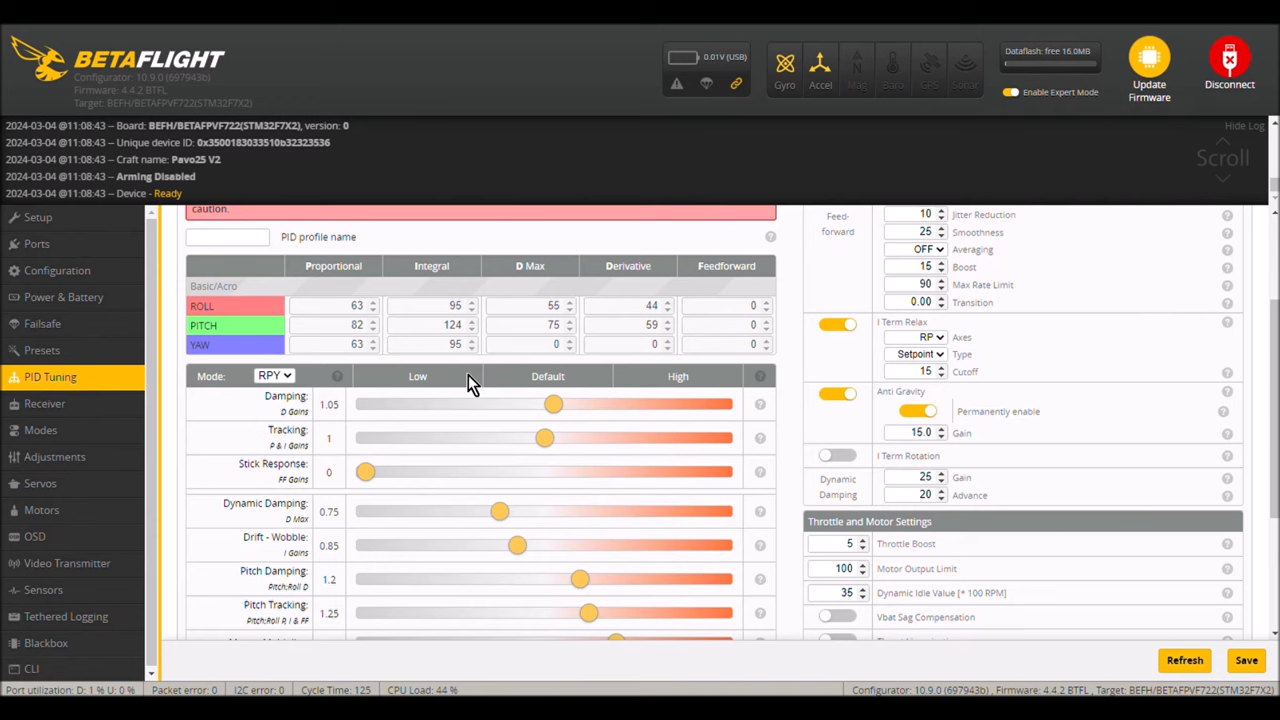 BETAFLIGHT
Configurator: 10.9.0 (697943b)
Firmware: 4.4.2 BTFL
Target: BEFH/BETAFPVF722(STM32F7X2)
0.01V (USB)
Gyro
Accel
Mag
Baro
GPS
Sonar
Dataflash: free 16.0MB
Enable Expert Mode
Update Firmware
Disconnect
2024-03-04 @11:08:43 -- Board: BEFH/BETAFPVF722(STM32F7X2), version: 0
2024-03-04 @11:08:43 -- Unique device ID: 0x3500183033510b32323536
2024-03-04 @11:08:43 -- Craft name: Pavo25 V2
2024-03-04 @11:08:43 -- Arming Disabled
2024-03-04 @11:08:43 -- Device - Ready
Hide Log
Scroll
Setup
Ports
Configuration
Power & Battery
Failsafe
Presets
PID Tuning
Receiver
Modes
Adjustments
Servos
Motors
OSD
Video Transmitter
Sensors
Tethered Logging
Blackbox
CLI
caution.
PID profile name
Proportional Integral D Max Derivative Feedforward
Basic/Acro
ROLL 63 95 55 44 0
PITCH 82 124 75 59 0
YAW 63 95 0 0 0
Mode: RPY Low Default High
Damping: 1.05
D Gains
Tracking: 1
P & I Gains
Stick Response: 0
FF Gains
Dynamic Damping: 0.75
D Max
Drift - Wobble: 0.85
I Gains
Pitch Damping: 1.2
Pitch:Roll D
Pitch Tracking: 1.25
Pitch:Roll P, I & FF
Feed-forward
10 Jitter Reduction
25 Smoothness
OFF Averaging
15 Boost
90 Max Rate Limit
0.00 Transition
I Term Relax
RP Axes
Setpoint Type
15 Cutoff
Anti Gravity
Permanently enable
15.0 Gain
I Term Rotation
Dynamic Damping
25 Gain
20 Advance
Throttle and Motor Settings
5 Throttle Boost
100 Motor Output Limit
35 Dynamic Idle Value [* 100 RPM]
Vbat Sag Compensation
Refresh
Save
Port utilization: D: 1 % U: 0 % Packet error: 0 I2C error: 0 Cycle Time: 125 CPU Load: 44 %
Configurator: 10.9.0 (697943b) , Firmware: 4.4.2 BTFL, Target: BEFH/BETAFPVF722(STM32F7X2)